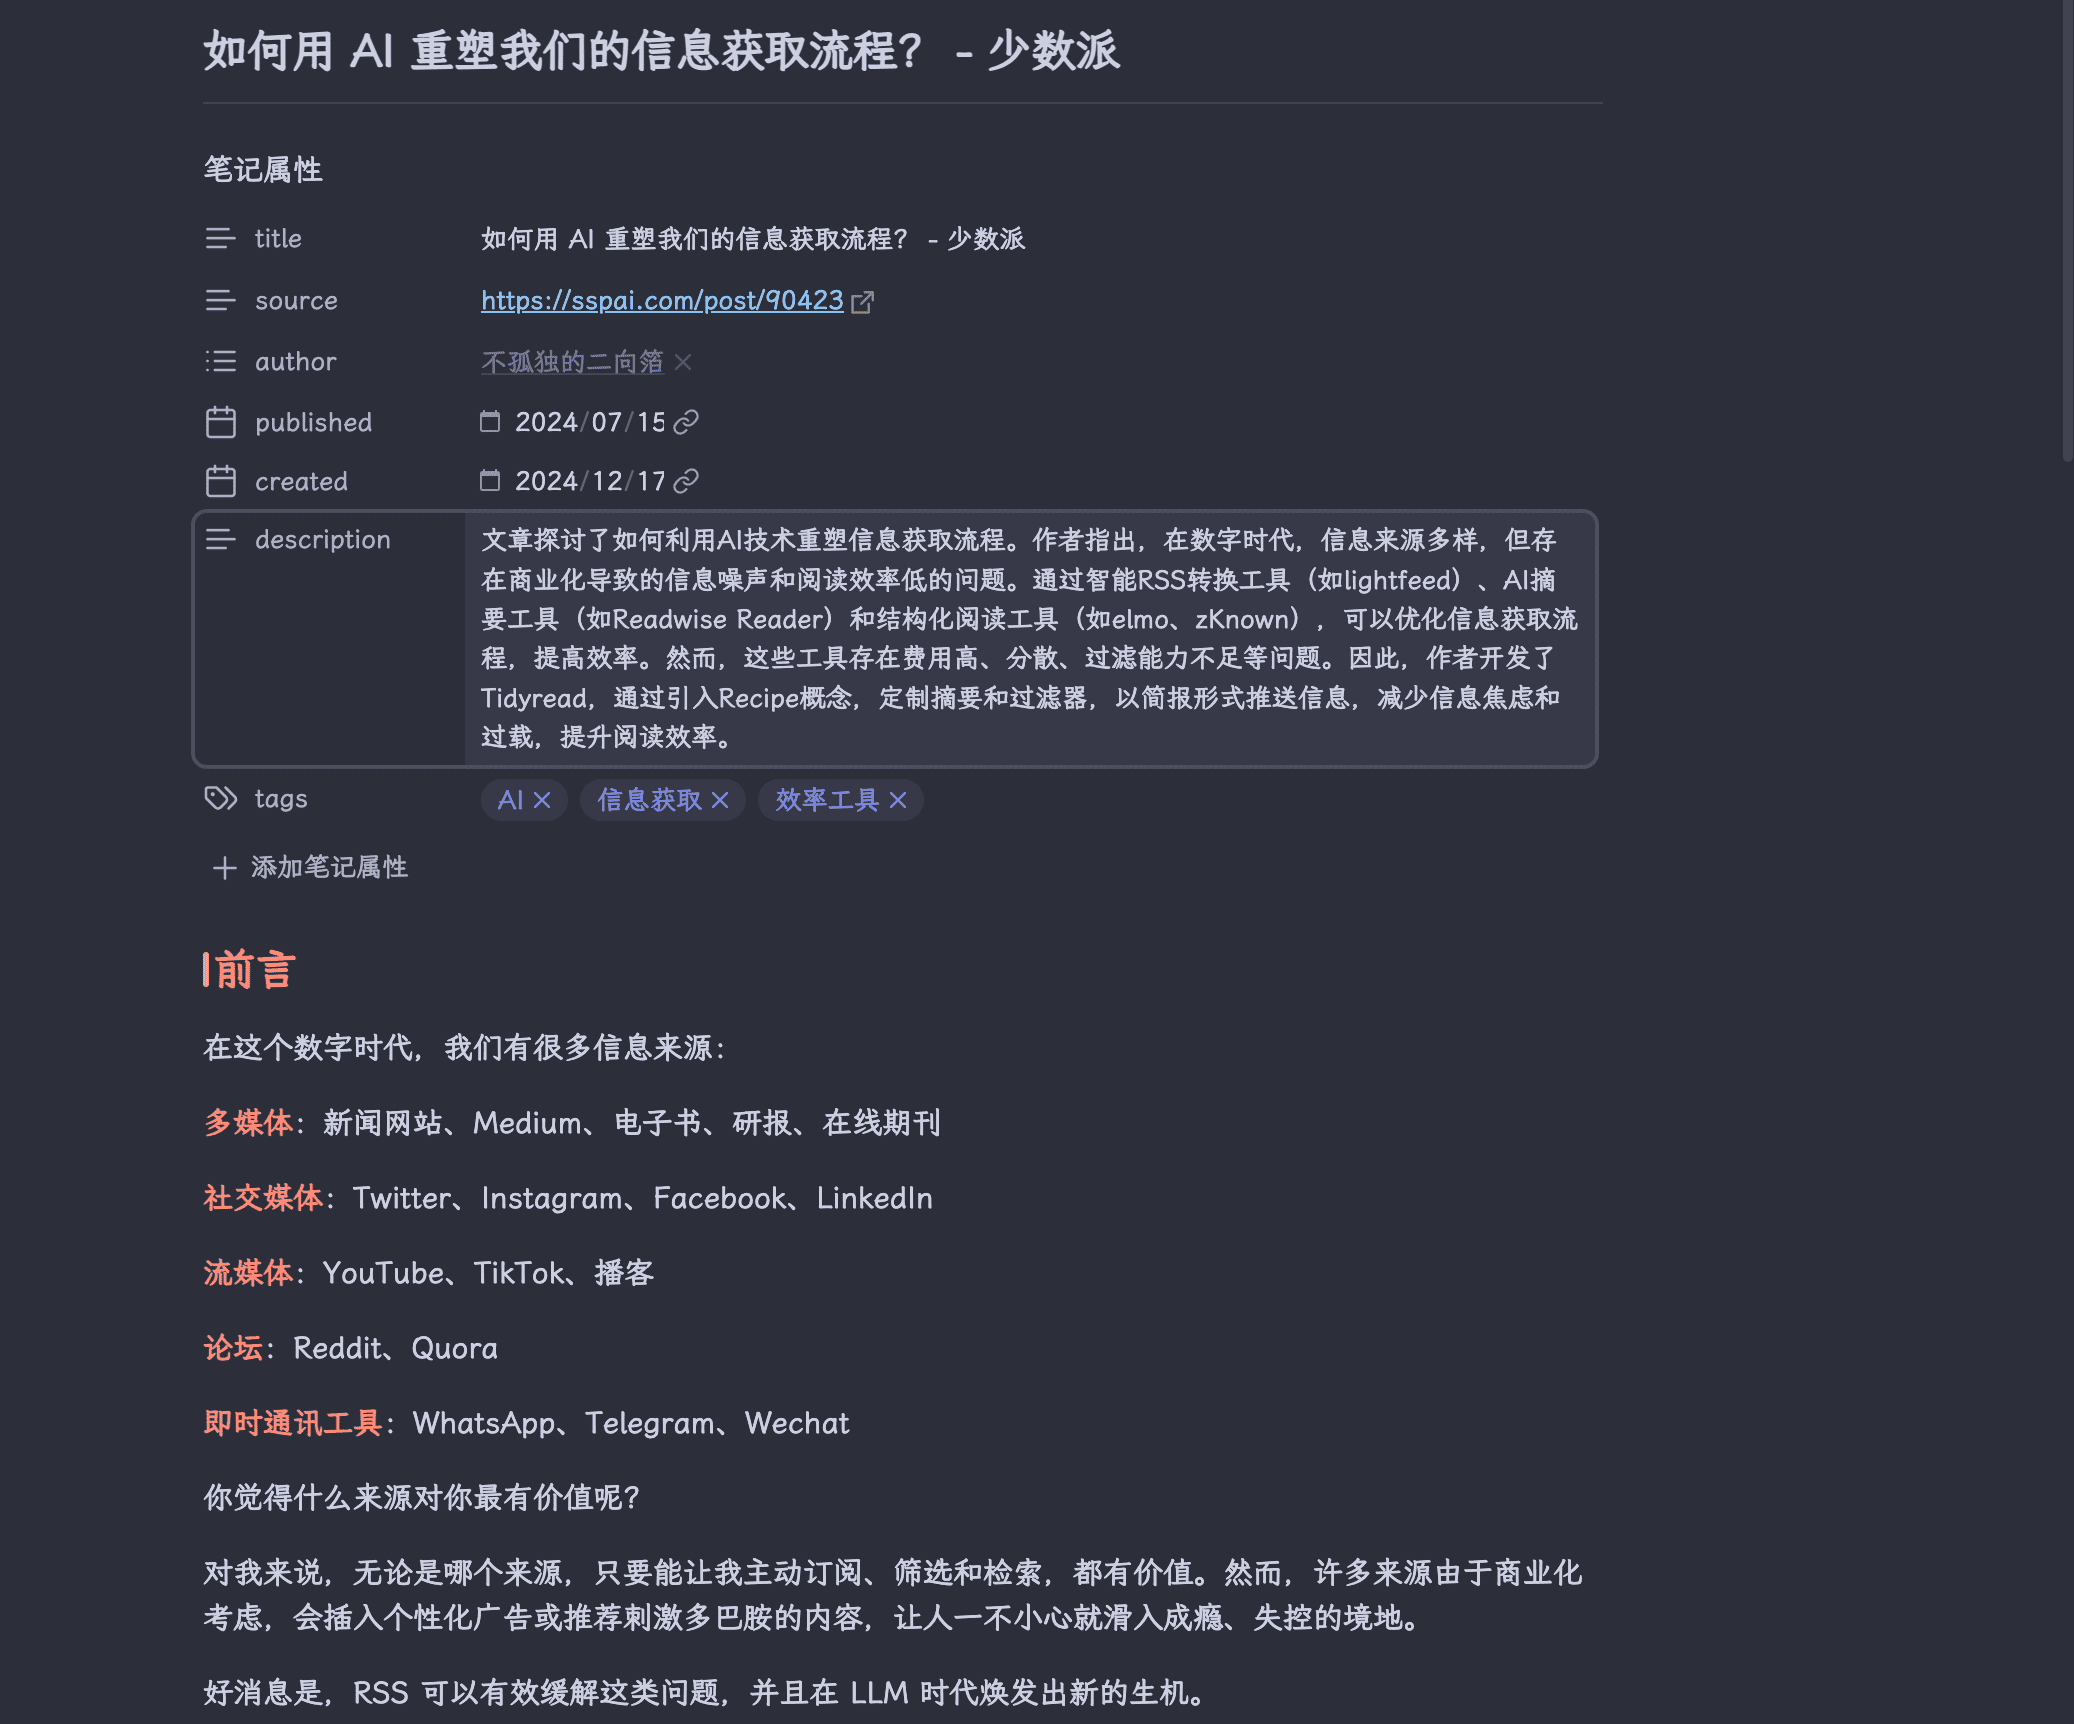 如何用 AI 重塑我们的信息获取流程？ - 少数派
笔记属性
title
如何用 AI 重塑我们的信息获取流程？ - 少数派
source
https://sspai.com/post/90423
author
不孤独的二向箔
published
2024/07/15
created
2024/12/17
description
文章探讨了如何利用AI技术重塑信息获取流程。作者指出，在数字时代，信息来源多样，但存
在商业化导致的信息噪声和阅读效率低的问题。通过智能RSS转换工具（如lightfeed）、AI摘
要工具（如Readwise Reader）和结构化阅读工具（如elmo、zKnown），可以优化信息获取流
程，提高效率。然而，这些工具存在费用高、分散、过滤能力不足等问题。因此，作者开发了
Tidyread，通过引入Recipe概念，定制摘要和过滤器，以简报形式推送信息，减少信息焦虑和
过载，提升阅读效率。
tags
AI
信息获取
效率工具
添加笔记属性
前言
在这个数字时代，我们有很多信息来源：
多媒体：新闻网站、Medium、电子书、研报、在线期刊
社交媒体：Twitter、Instagram、Facebook、LinkedIn
流媒体：YouTube、TikTok、播客
论坛：Reddit、Quora
即时通讯工具：WhatsApp、Telegram、Wechat
你觉得什么来源对你最有价值呢？
对我来说，无论是哪个来源，只要能让我主动订阅、筛选和检索，都有价值。然而，许多来源由于商业化
考虑，会插入个性化广告或推荐刺激多巴胺的内容，让人一不小心就滑入成瘾、失控的境地。
好消息是，RSS 可以有效缓解这类问题，并且在 LLM 时代焕发出新的生机。